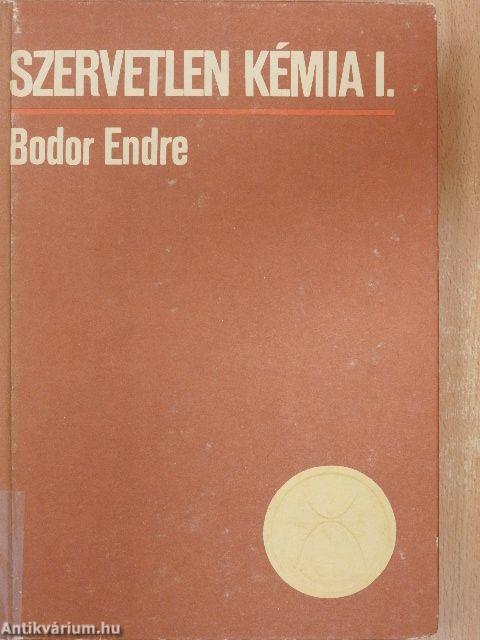 SZERVETLEN KÉMIA I.
Bodor Endre
Antikvárium.hu